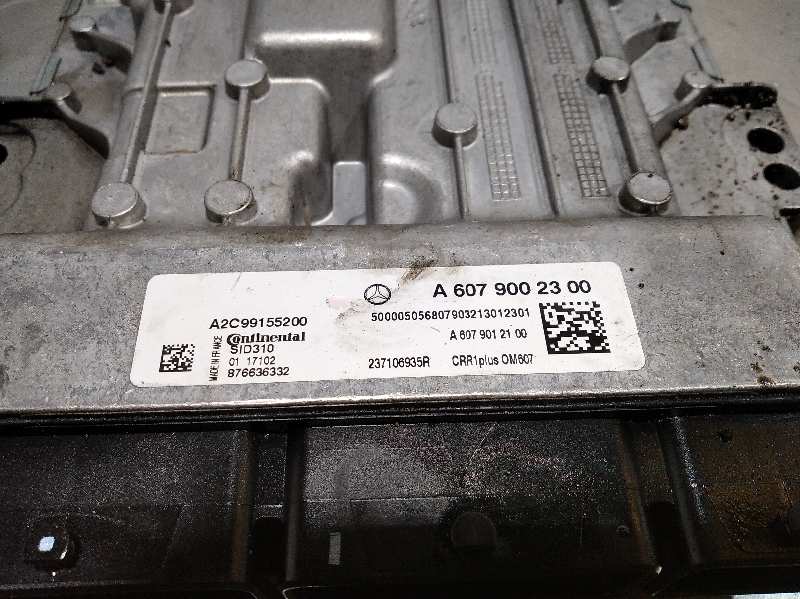 A2C99155200
Continental
SID310
01 17102
876636332
MADE IN FRANCE
A 607 900 23 00
500005056807903213012301
A 607 901 21 00
237106935R CRR1plus OM607